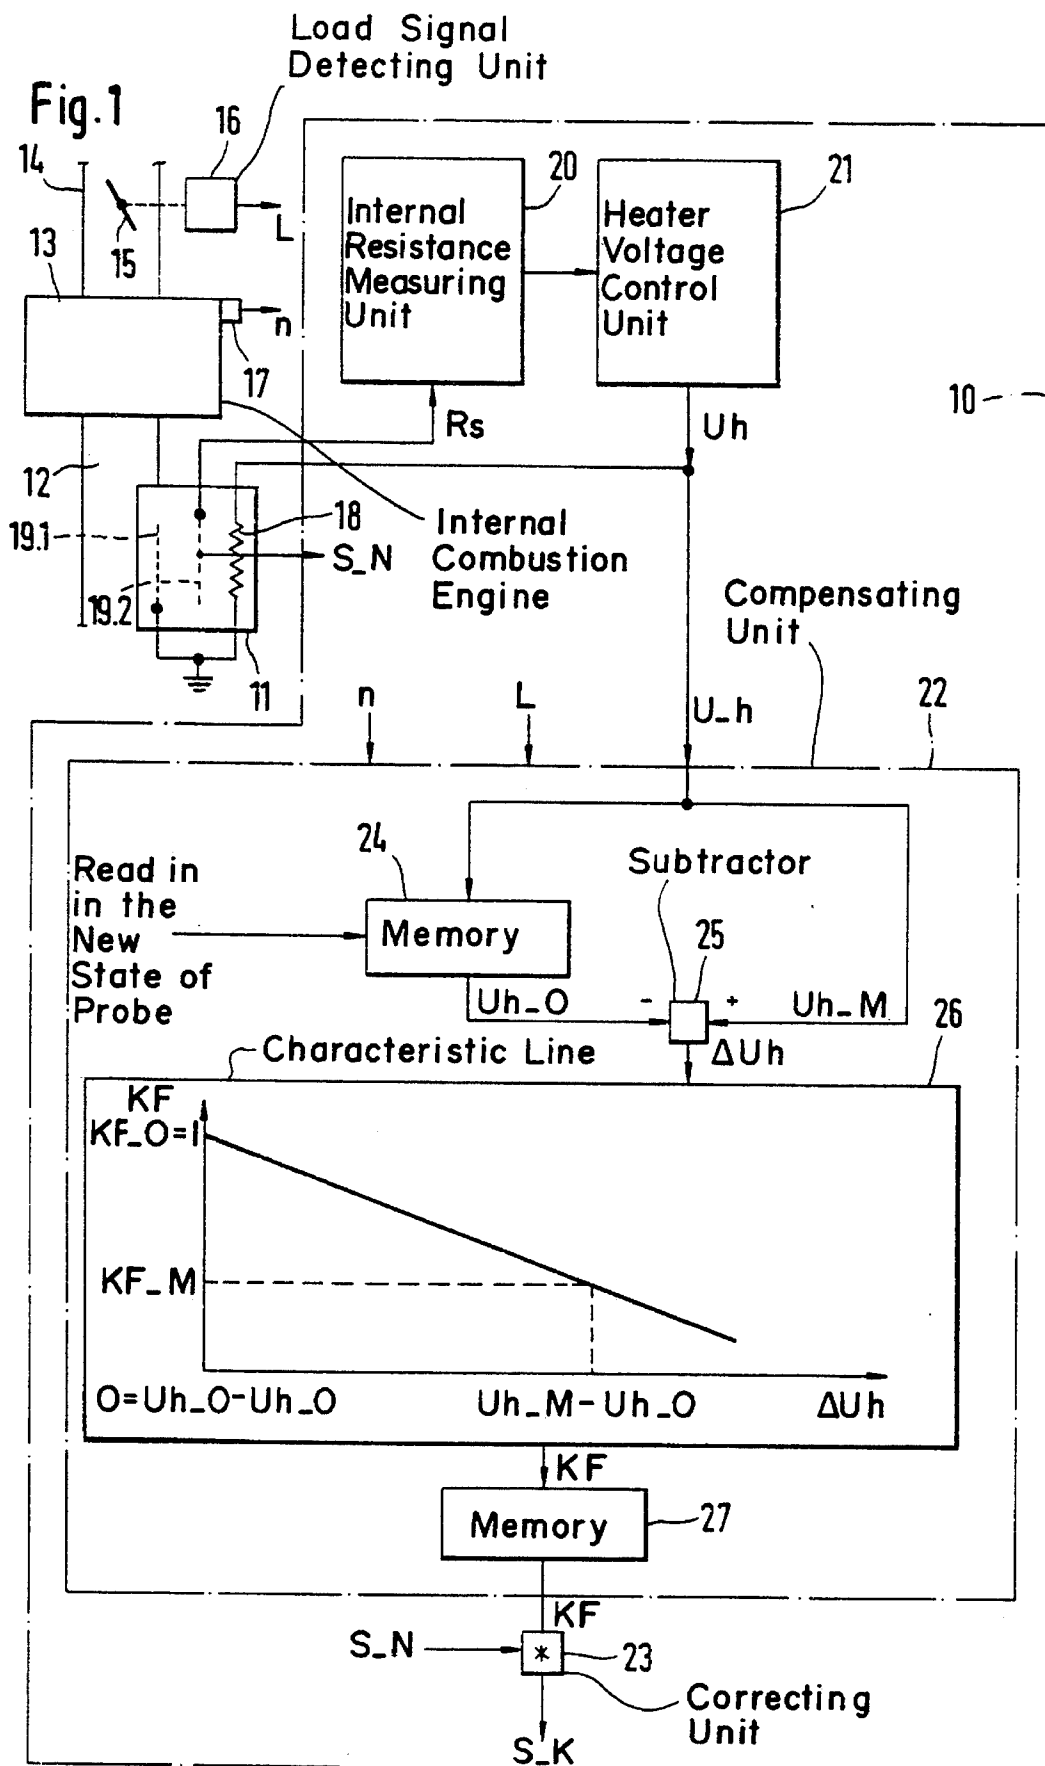 Load Signal
Detecting Unit
Fig.1
16
14
L
15
13
n
17
20
Internal
Resistance
Measuring
Unit
21
Heater
Voltage
Control
Unit
10
Rs
Uh
12
19.1
18
S_N
19.2
11
Internal
Combustion
Engine
Compensating
Unit
n
L
U_h
22
24
Read in
in the
New
State of
Probe
Memory
Subtractor
25
Uh_O
-
+
Uh_M
26
Characteristic Line
ΔUh
KF
KF_O=1
KF_M
O=Uh_O-Uh_O
Uh_M-Uh_O
ΔUh
KF
Memory
27
KF
S_N
*
23
Correcting
Unit
S_K